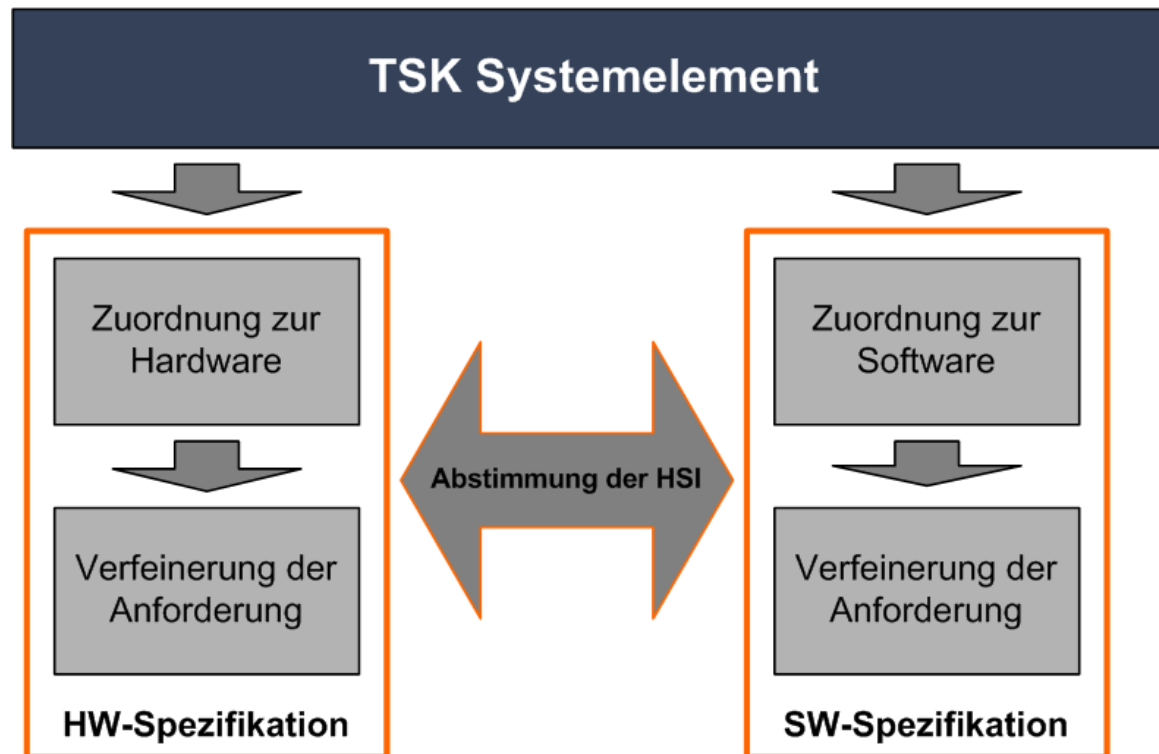 TSK Systemelement
Zuordnung zur
Hardware
Verfeinerung der
Anforderung
HW-Spezifikation
Abstimmung der HSI
Zuordnung zur
Software
Verfeinerung der
Anforderung
SW-Spezifikation